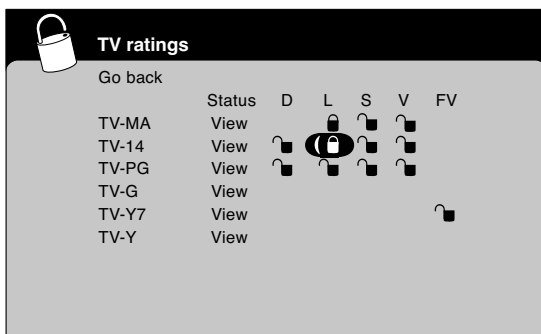 TV ratings
Go back
Status D L S V FV
TV-MA View
TV-14 View
TV-PG View
TV-G View
TV-Y7 View
TV-Y View